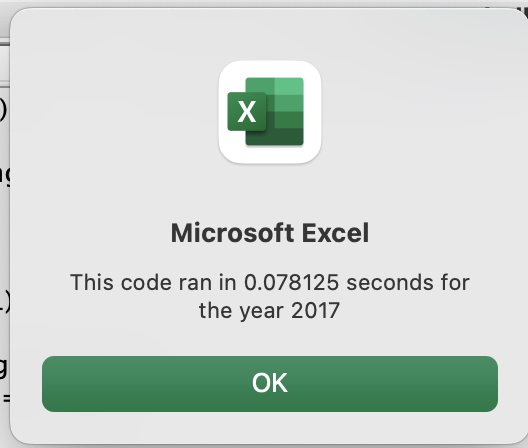 X
Microsoft Excel
This code ran in 0.078125 seconds for
the year 2017
OK